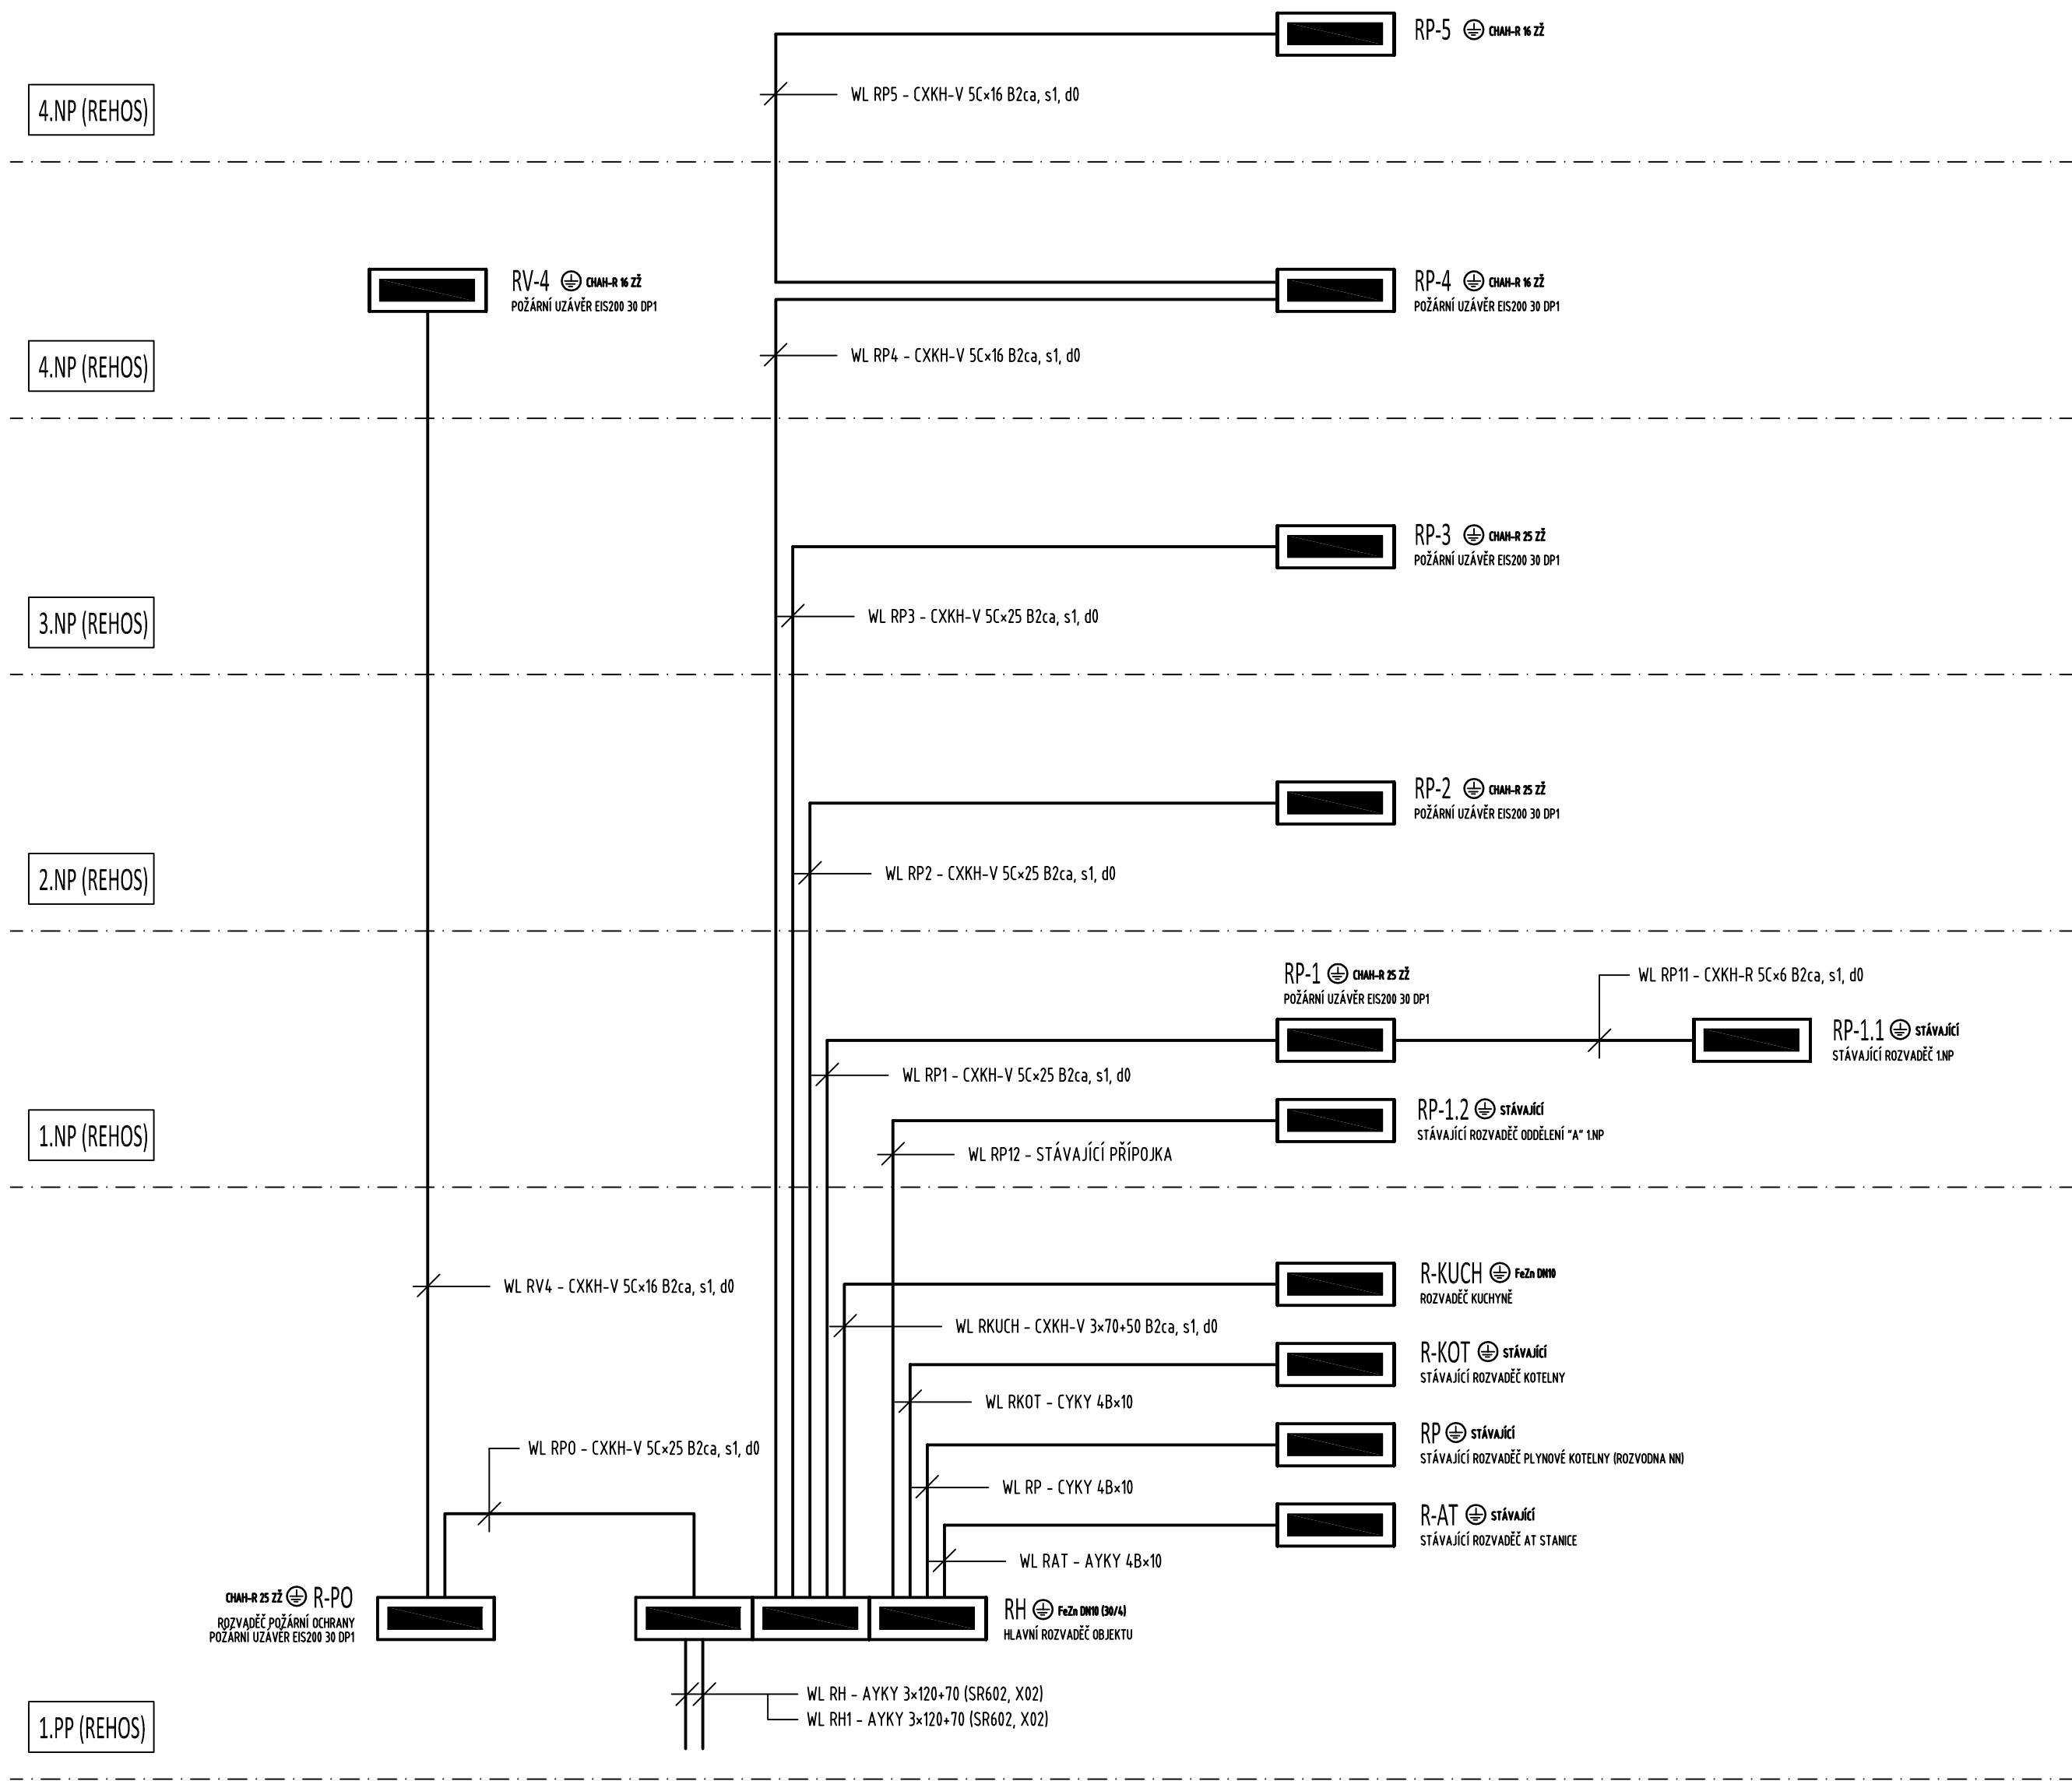 RP-5 CHAH-R 16 ZŽ
WL RP5 - CXKH-V 5C×16 B2ca, s1, d0
4.NP (REHOS)
RV-4 CHAH-R 16 ZŽ
POŽÁRNÍ UZÁVĚR EIS200 30 DP1
RP-4 CHAH-R 16 ZŽ
POŽÁRNÍ UZÁVĚR EIS200 30 DP1
WL RP4 - CXKH-V 5C×16 B2ca, s1, d0
4.NP (REHOS)
RP-3 CHAH-R 25 ZŽ
POŽÁRNÍ UZÁVĚR EIS200 30 DP1
WL RP3 - CXKH-V 5C×25 B2ca, s1, d0
3.NP (REHOS)
RP-2 CHAH-R 25 ZŽ
POŽÁRNÍ UZÁVĚR EIS200 30 DP1
WL RP2 - CXKH-V 5C×25 B2ca, s1, d0
2.NP (REHOS)
RP-1 CHAH-R 25 ZŽ
POŽÁRNÍ UZÁVĚR EIS200 30 DP1
WL RP11 - CXKH-R 5C×6 B2ca, s1, d0
RP-1.1 STÁVAJÍCÍ
STÁVAJÍCÍ ROZVADĚČ 1.NP
WL RP1 - CXKH-V 5C×25 B2ca, s1, d0
RP-1.2 STÁVAJÍCÍ
STÁVAJÍCÍ ROZVADĚČ ODDĚLENÍ "A" 1.NP
1.NP (REHOS)
WL RP12 - STÁVAJÍCÍ PŘÍPOJKA
R-KUCH FeZn DN10
ROZVADĚČ KUCHYNĚ
WL RV4 - CXKH-V 5C×16 B2ca, s1, d0
WL RKUCH - CXKH-V 3×70+50 B2ca, s1, d0
R-KOT STÁVAJÍCÍ
STÁVAJÍCÍ ROZVADĚČ KOTELNY
WL RKOT - CYKY 4B×10
RP STÁVAJÍCÍ
STÁVAJÍCÍ ROZVADĚČ PLYNOVÉ KOTELNY (ROZVODNA NN)
WL RPO - CXKH-V 5C×25 B2ca, s1, d0
WL RP - CYKY 4B×10
R-AT STÁVAJÍCÍ
STÁVAJÍCÍ ROZVADĚČ AT STANICE
WL RAT - AYKY 4B×10
CHAH-R 25 ZŽ R-PO
ROZVADĚČ POŽÁRNÍ OCHRANY
POŽÁRNÍ UZÁVĚR EIS200 30 DP1
RH FeZn DN10 (30/4)
HLAVNÍ ROZVADĚČ OBJEKTU
WL RH - AYKY 3×120+70 (SR602, X02)
WL RH1 - AYKY 3×120+70 (SR602, X02)
1.PP (REHOS)